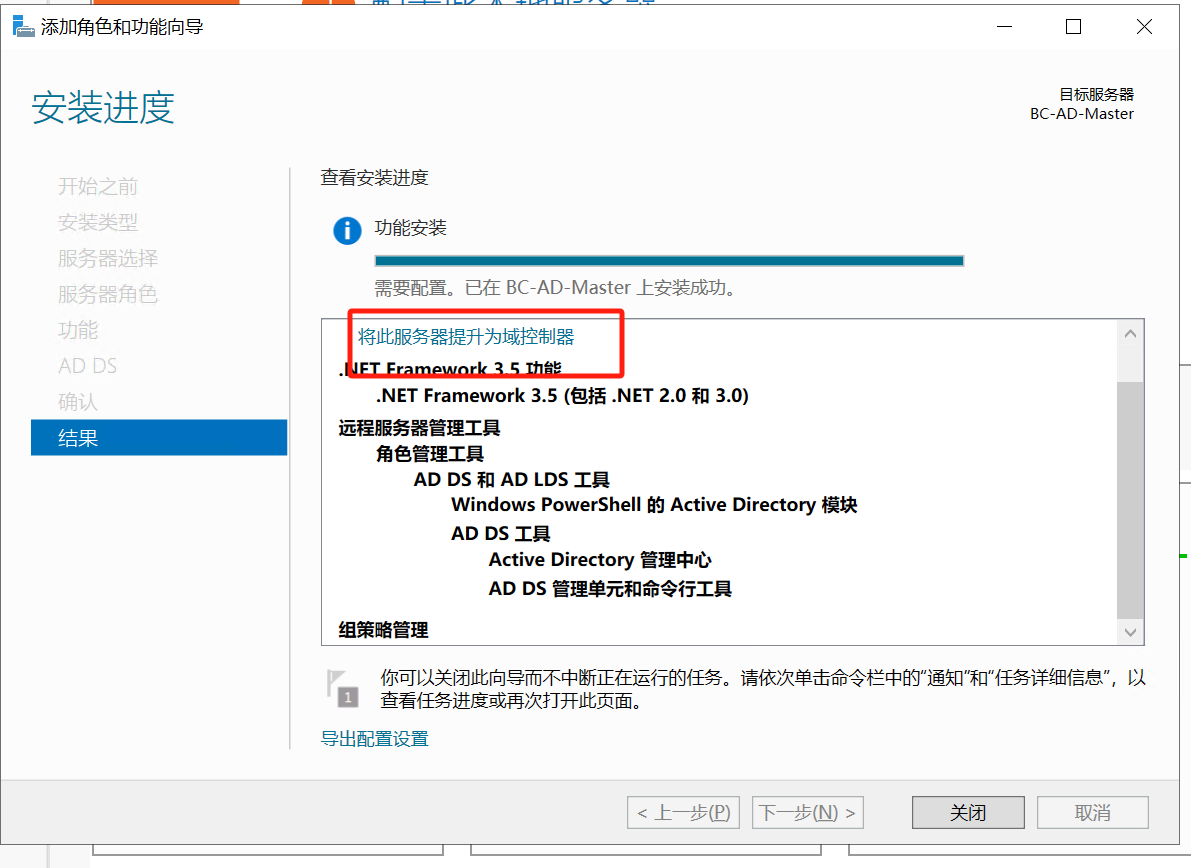 添加角色和功能向导
安装进度
目标服务器
BC-AD-Master
开始之前
安装类型
服务器选择
服务器角色
功能
AD DS
确认
结果
查看安装进度
功能安装
需要配置。已在 BC-AD-Master 上安装成功。
将此服务器提升为域控制器
.NET Framework 3.5 功能
.NET Framework 3.5 (包括 .NET 2.0 和 3.0)
远程服务器管理工具
角色管理工具
AD DS 和 AD LDS 工具
Windows PowerShell 的 Active Directory 模块
AD DS 工具
Active Directory 管理中心
AD DS 管理单元和命令行工具
组策略管理
1
你可以关闭此向导而不中断正在运行的任务。请依次单击命令栏中的"通知"和"任务详细信息"，以
查看任务进度或再次打开此页面。
导出配置设置
< 上一步(P)
下一步(N) >
关闭
取消